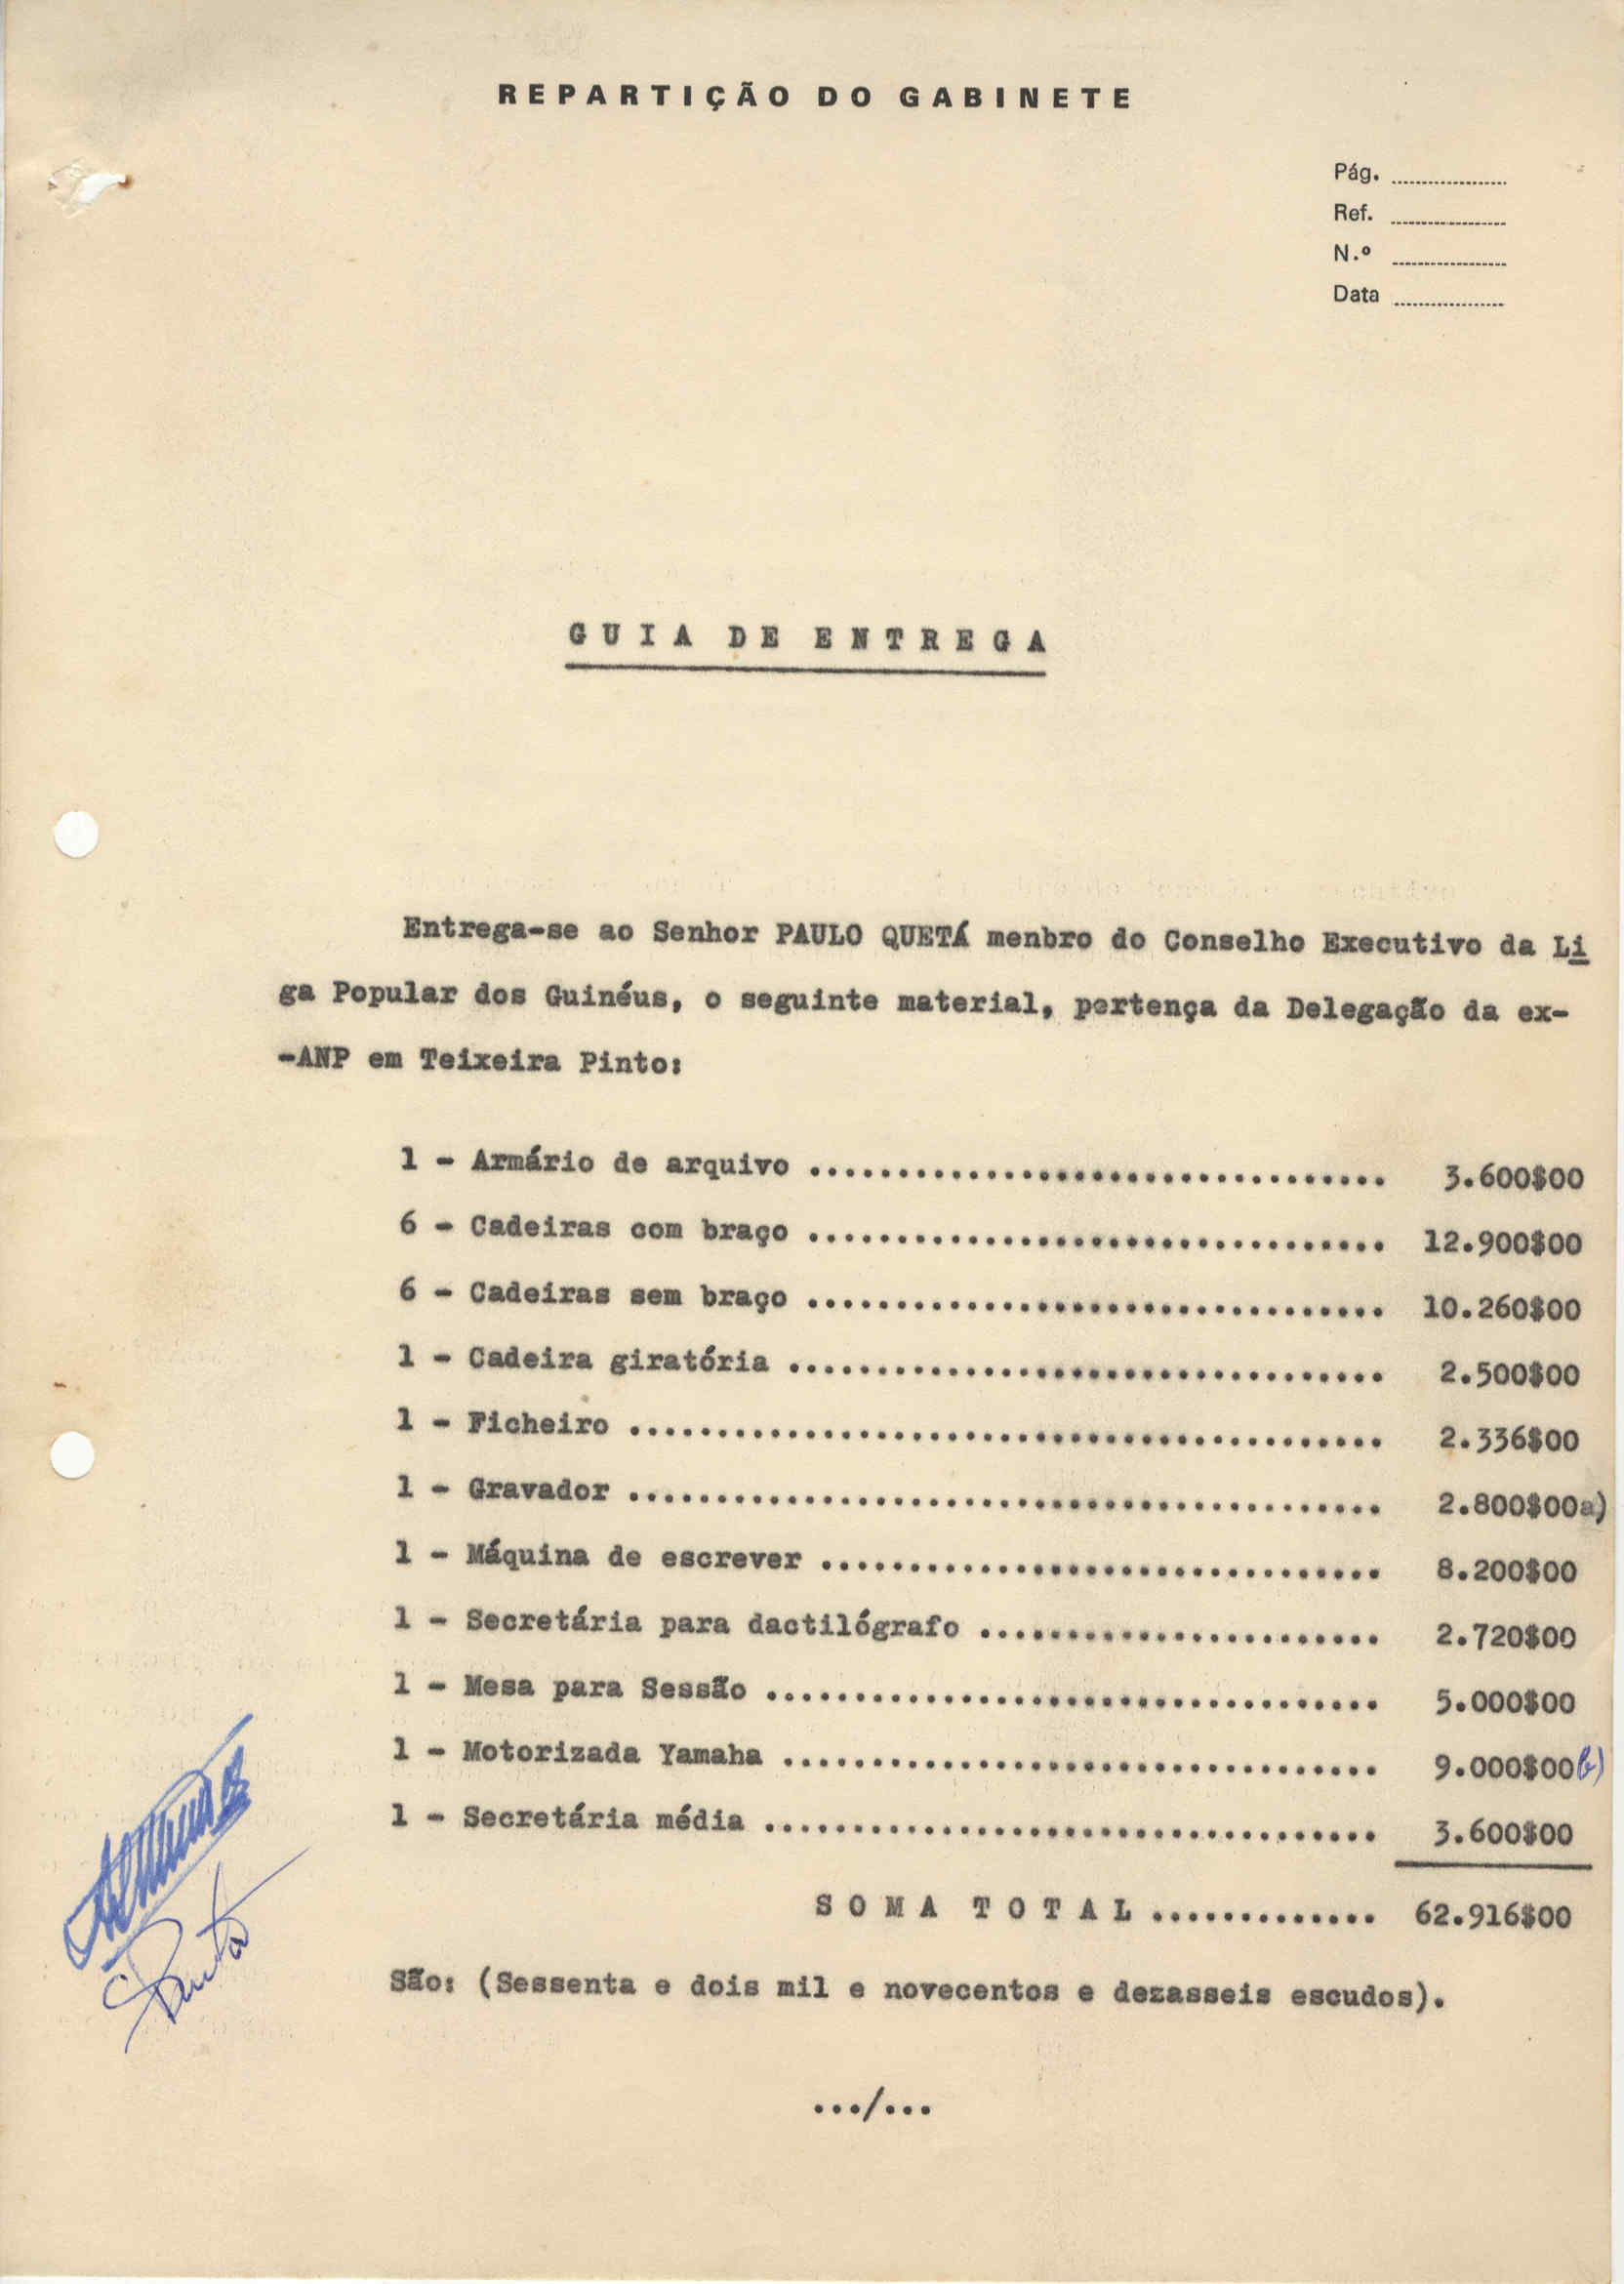 REPARTIÇÃO DO GABINETE
Pág. ...................
Ref. ...................
N.º ...................
Data ...................
GUIA DE ENTREGA
Entrega-se ao Senhor PAULO QUETÁ menbro do Conselho Executivo da Li
ga Popular dos Guinéus, o seguinte material, pertença da Delegação da ex-
-ANP em Teixeira Pinto:
1 - Armário de arquivo ................................ 3.600$00
6 - Cadeiras com braço ................................ 12.900$00
6 - Cadeiras sem braço ................................ 10.260$00
1 - Cadeira giratória ................................. 2.500$00
1 - Ficheiro .......................................... 2.336$00
1 - Gravador .......................................... 2.800$00a)
1 - Máquina de escrever ............................... 8.200$00
1 - Secretária para dactilógrafo ...................... 2.720$00
1 - Mesa para Sessão .................................. 5.000$00
1 - Motorizada Yamaha ................................. 9.000$00b)
1 - Secretária média .................................. 3.600$00
SOMA TOTAL ............. 62.916$00
São: (Sessenta e dois mil e novecentos e dezasseis escudos).
.../...